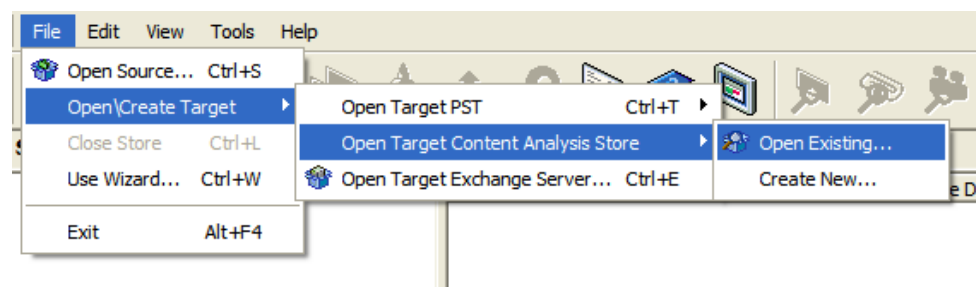 File Edit View Tools Help
Open Source... Ctrl+S
Open\Create Target
Close Store Ctrl+L
Use Wizard... Ctrl+W
Exit Alt+F4
Open Target PST Ctrl+T
Open Target Content Analysis Store
Open Target Exchange Server... Ctrl+E
Open Existing...
Create New...